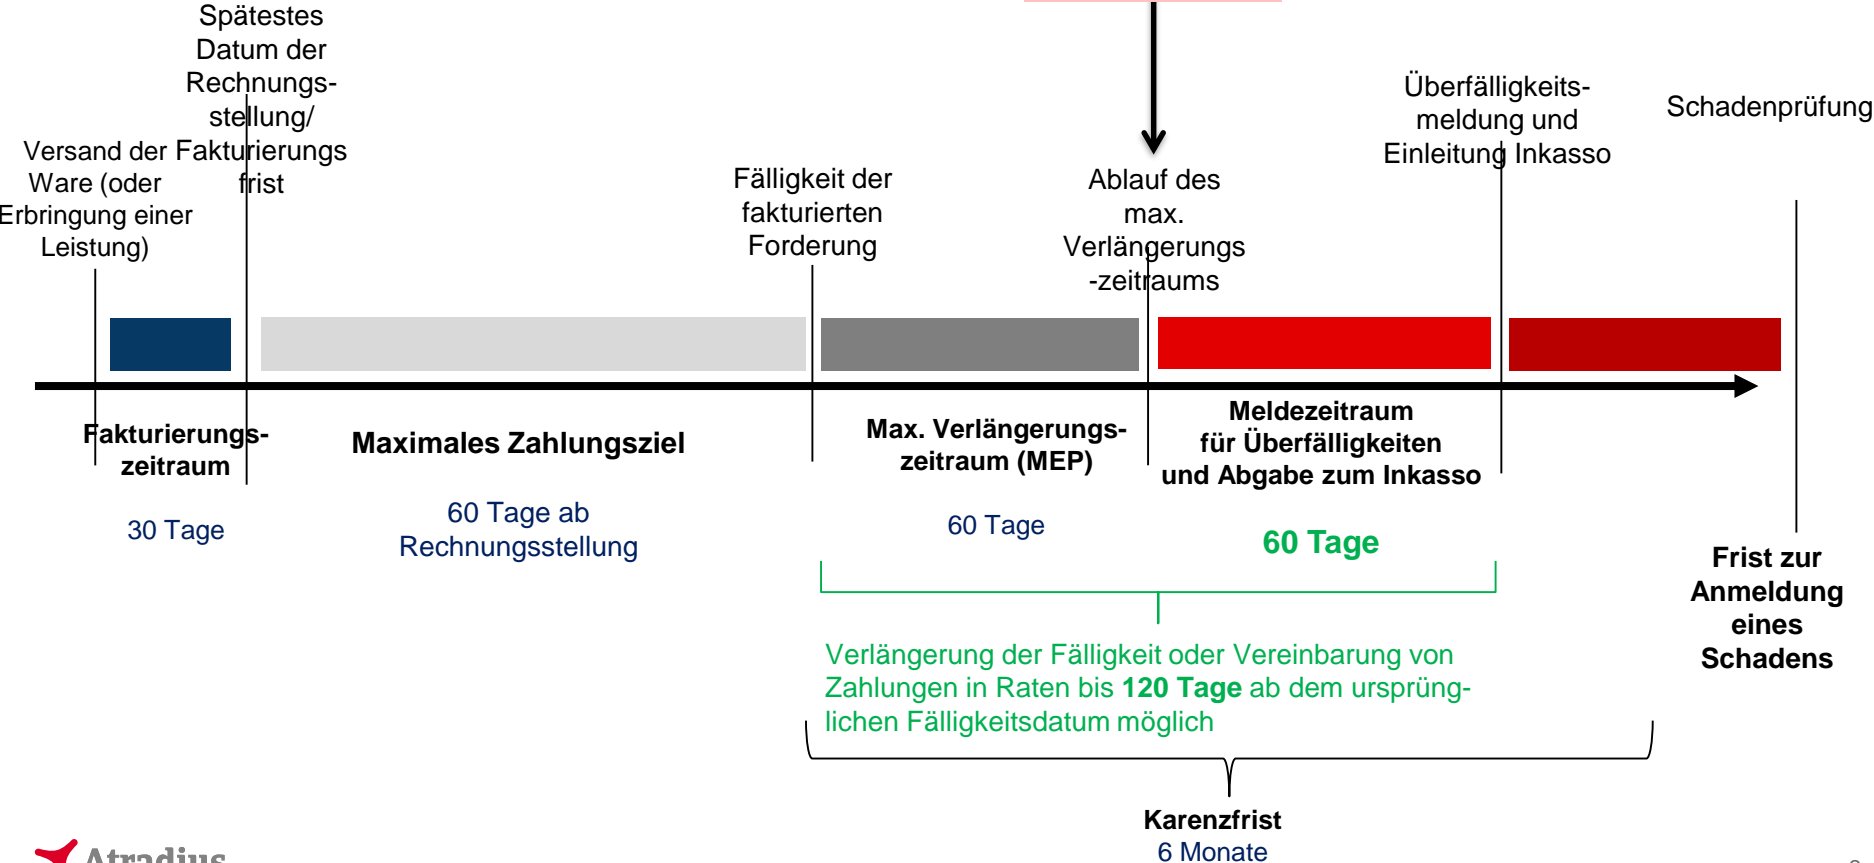 Spätestes
Datum der
Rechnungs-
stellung/
Fakturierungs
frist
Versand der
Ware (oder
Erbringung einer
Leistung)
Fälligkeit der
fakturierten
Forderung
Ablauf des
max.
Verlängerungs
-zeitraums
Überfälligkeits-
meldung und
Einleitung Inkasso
Schadenprüfung
Fakturierungs-
zeitraum
30 Tage
Maximales Zahlungsziel
60 Tage ab
Rechnungsstellung
Max. Verlängerungs-
zeitraum (MEP)
60 Tage
Meldezeitraum
für Überfälligkeiten
und Abgabe zum Inkasso
60 Tage
Frist zur
Anmeldung
eines
Schadens
Verlängerung der Fälligkeit oder Vereinbarung von
Zahlungen in Raten bis 120 Tage ab dem ursprüng-
lichen Fälligkeitsdatum möglich
Karenzfrist
6 Monate
Atradius